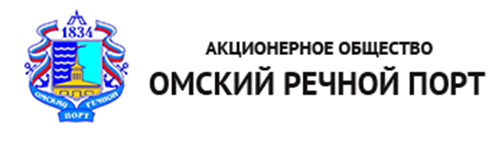 1834
ОМСКИЙ РЕЧНОЙ
ПОРТ
АКЦИОНЕРНОЕ ОБЩЕСТВО
ОМСКИЙ РЕЧНОЙ ПОРТ